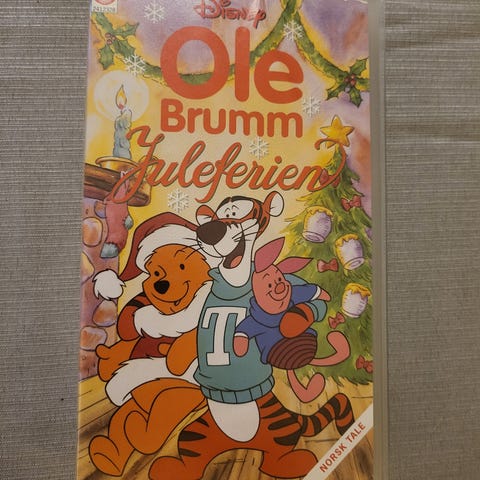 Disney
Ole
Brumm
Juleferien
T
NORSK TALE